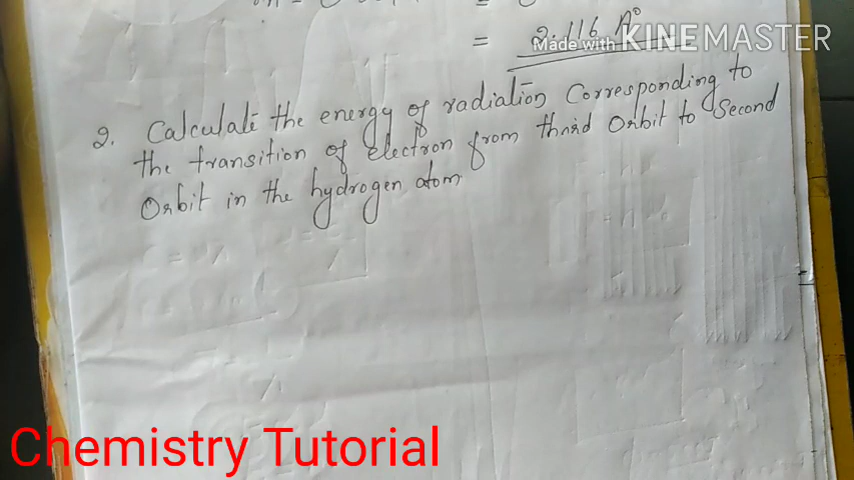 = 2.116 A°
Made with KINEMASTER
2. Calculate the energy of radiation Corresponding to
the transition of electron from third Orbit to Second
Orbit in the hydrogen atom
Chemistry Tutorial